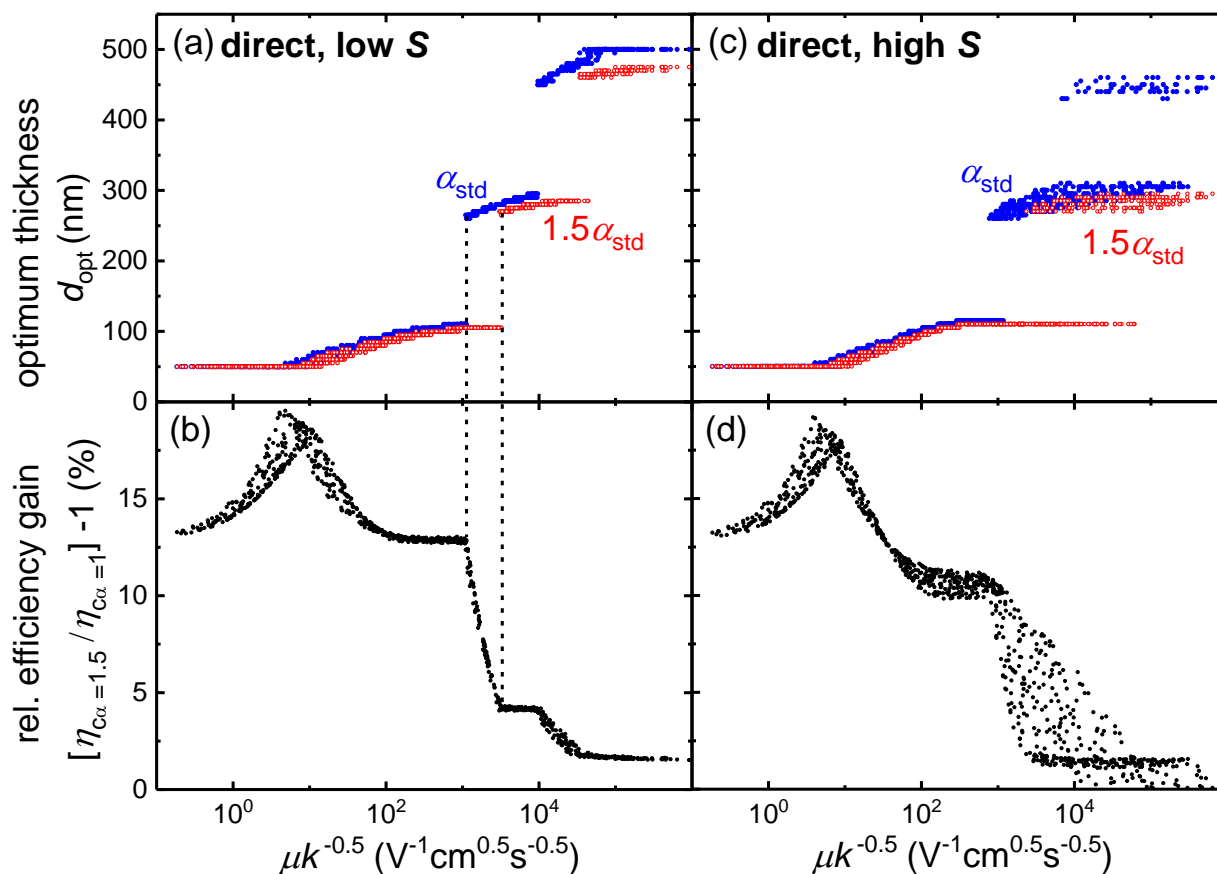 (a) direct, low S
(c) direct, high S
optimum thickness
d_opt (nm)
500
400
300
200
100
0
α_std
1.5α_std
α_std
1.5α_std
(b)
(d)
rel. efficiency gain
[η_cα=1.5 / η_cα=1] -1 (%)
15
10
5
0
10^0
10^2
10^4
10^0
10^2
10^4
μk^-0.5 (V^-1cm^0.5s^-0.5)
μk^-0.5 (V^-1cm^0.5s^-0.5)